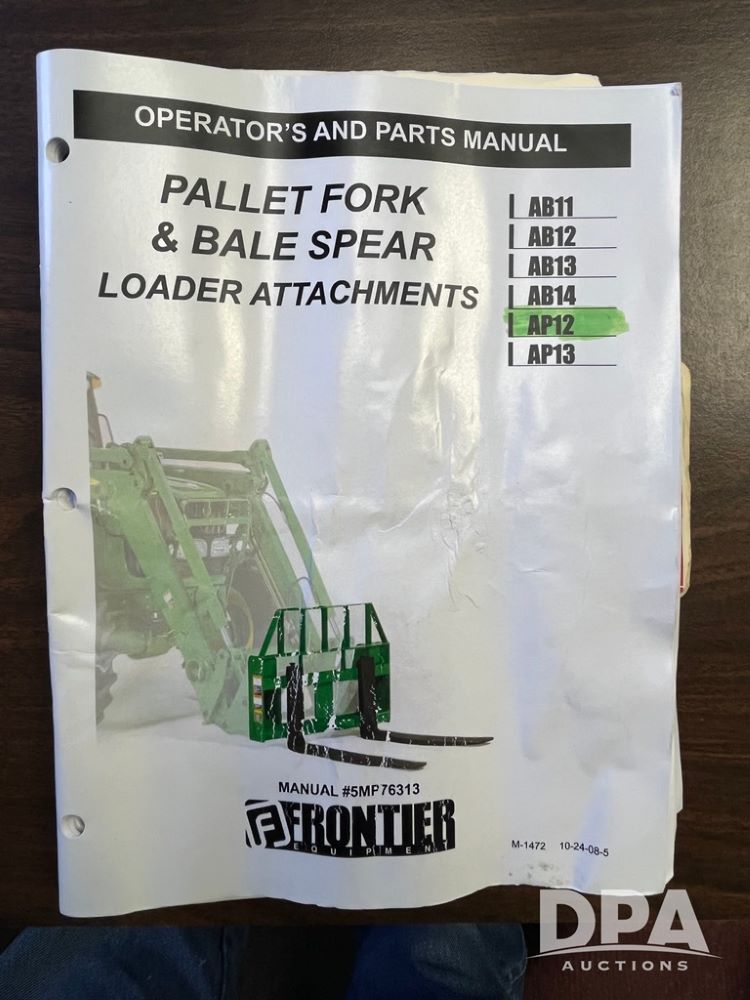 OPERATOR'S AND PARTS MANUAL
PALLET FORK
& BALE SPEAR
LOADER ATTACHMENTS
AB11
AB12
AB13
AB14
AP12
AP13
MANUAL #5MP76313
FRONTIER
EQUIPMENT
M-1472 10-24-08-5
DPA
AUCTIONS